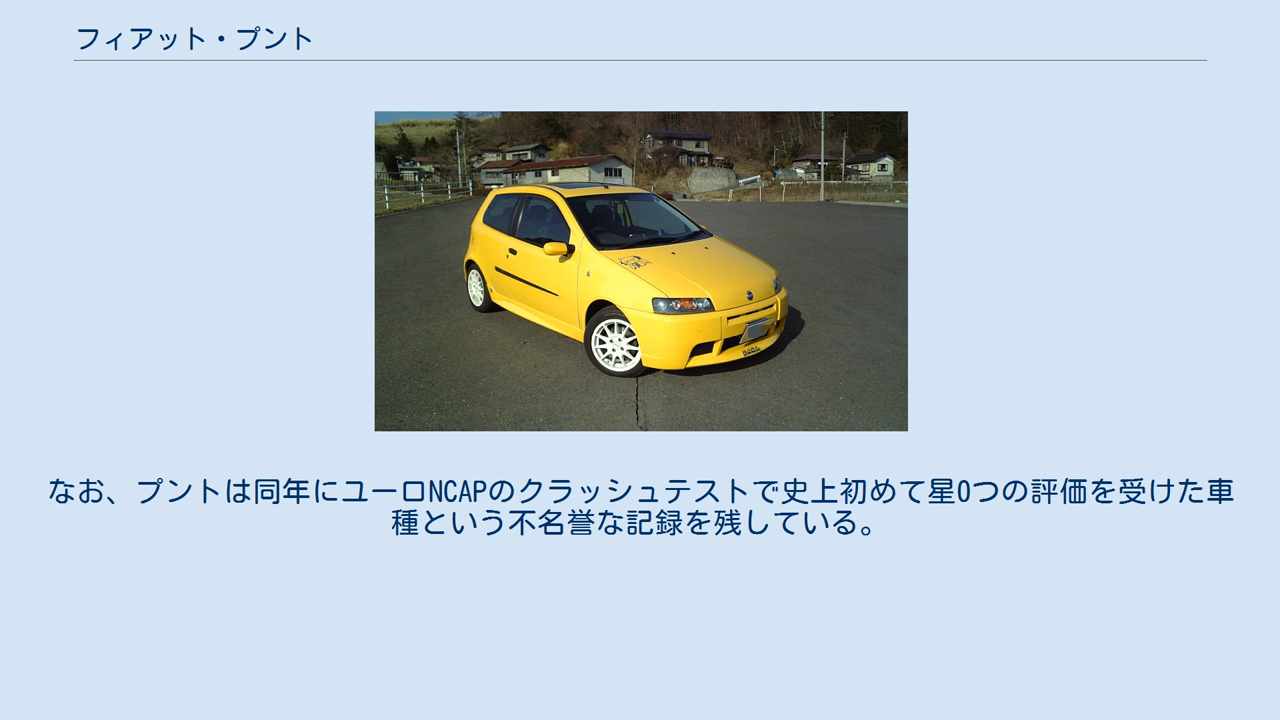 フィアット・プント
なお、プントは同年にユーロNCAPのクラッシュテストで史上初めて星0つの評価を受けた車
種という不名誉な記録を残している。